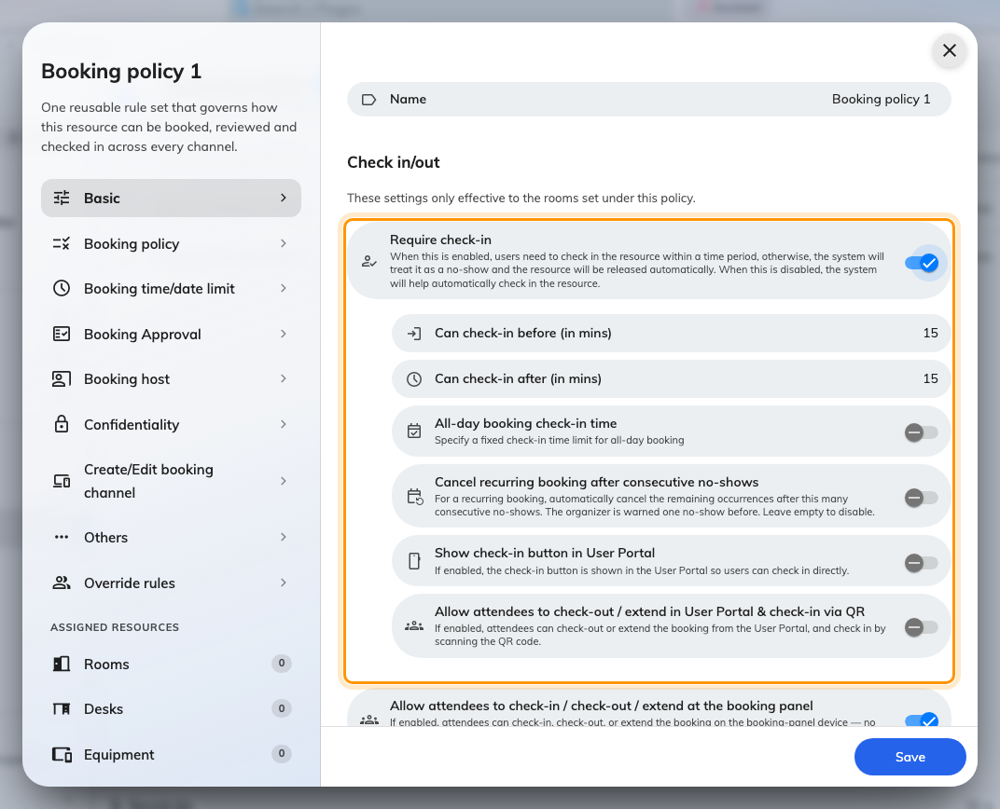 Booking policy 1
One reusable rule set that governs how
this resource can be booked, reviewed and
checked in across every channel.
Basic
Booking policy
Booking time/date limit
Booking Approval
Booking host
Confidentiality
Create/Edit booking
channel
Others
Override rules
ASSIGNED RESOURCES
Rooms 0
Desks 0
Equipment 0
Name Booking policy 1
Check in/out
These settings only effective to the rooms set under this policy.
Require check-in
When this is enabled, users need to check in the resource within a time period, otherwise, the system will
treat it as a no-show and the resource will be released automatically. When this is disabled, the system
will help automatically check in the resource.
Can check-in before (in mins) 15
Can check-in after (in mins) 15
All-day booking check-in time
Specify a fixed check-in time limit for all-day booking
Cancel recurring booking after consecutive no-shows
For a recurring booking, automatically cancel the remaining occurrences after this many
consecutive no-shows. The organizer is warned one no-show before. Leave empty to disable.
Show check-in button in User Portal
If enabled, the check-in button is shown in the User Portal so users can check in directly.
Allow attendees to check-out / extend in User Portal & check-in via QR
If enabled, attendees can check-out or extend the booking from the User Portal, and check in by
scanning the QR code.
Allow attendees to check-in / check-out / extend at the booking panel
If enabled, attendees can check-in, check-out, or extend the booking on the booking-panel device — no
Save